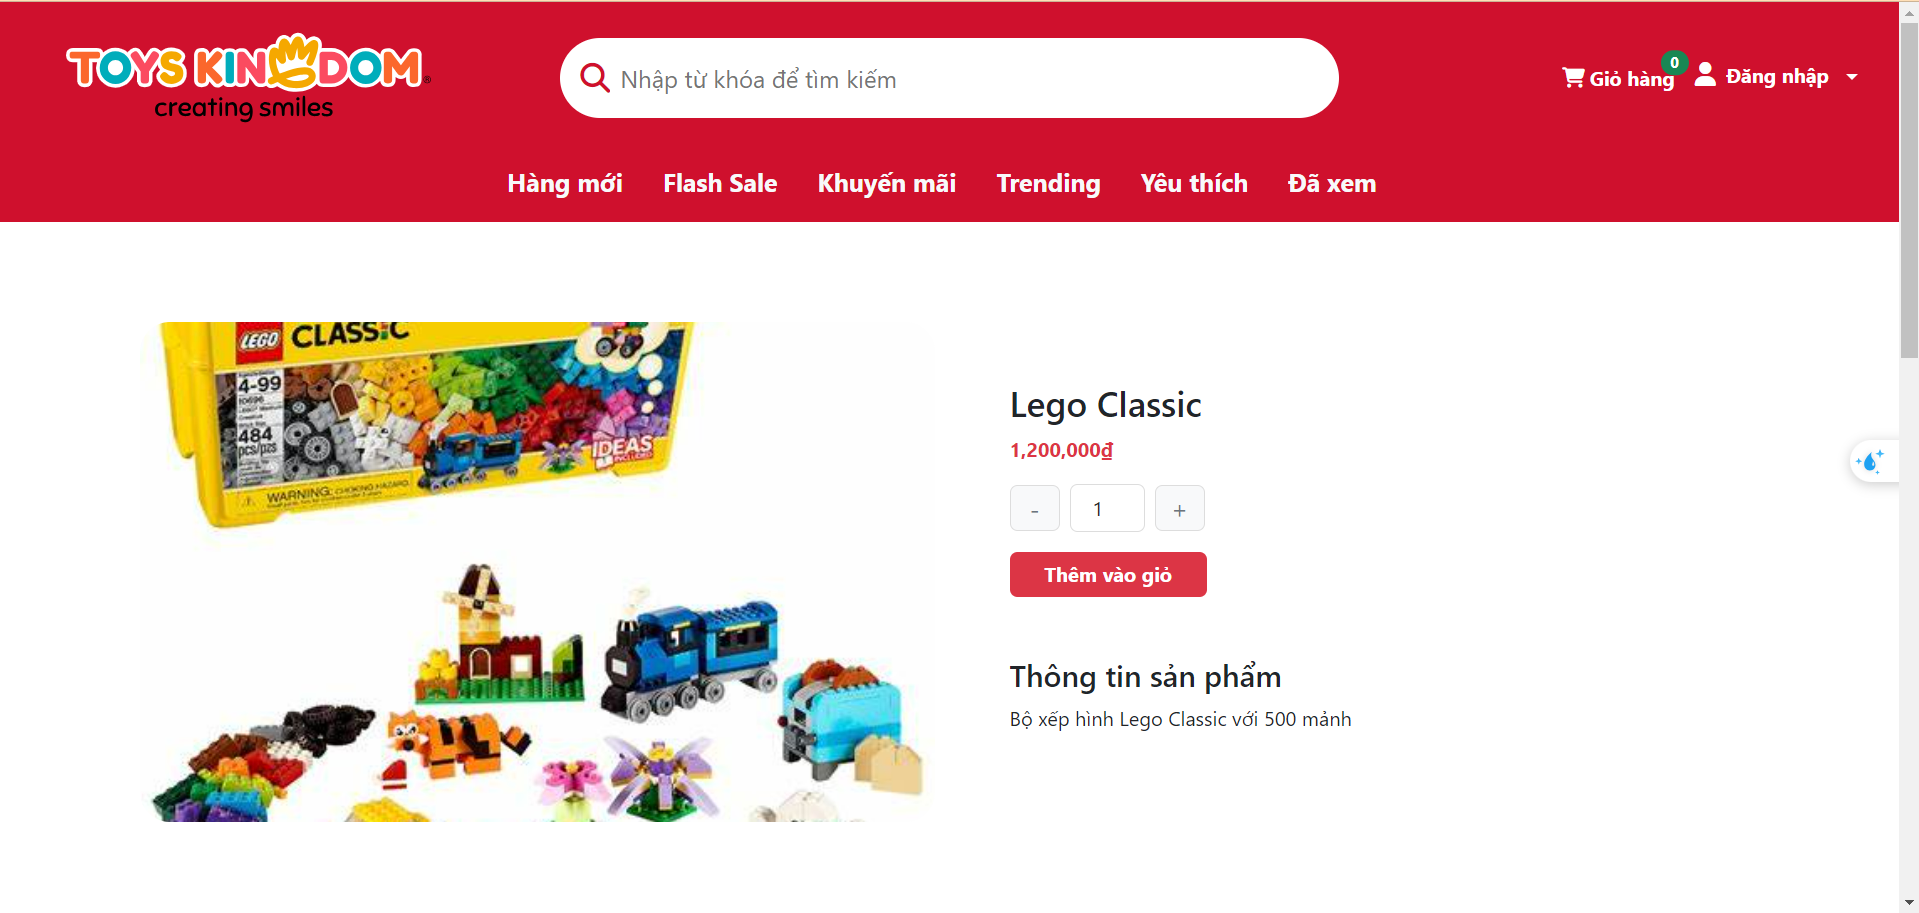 TOYS KINGDOM
creating smiles
Nhập từ khóa để tìm kiếm
Giỏ hàng
0
Đăng nhập
Hàng mới
Flash Sale
Khuyến mãi
Trending
Yêu thích
Đã xem
LEGO CLASSIC
4-99
10696
484
pcs/pzs
IDEAS
INCLUDED
WARNING: CHOKING HAZARD.
Lego Classic
1,200,000₫
- 1 +
Thêm vào giỏ
Thông tin sản phẩm
Bộ xếp hình Lego Classic với 500 mảnh